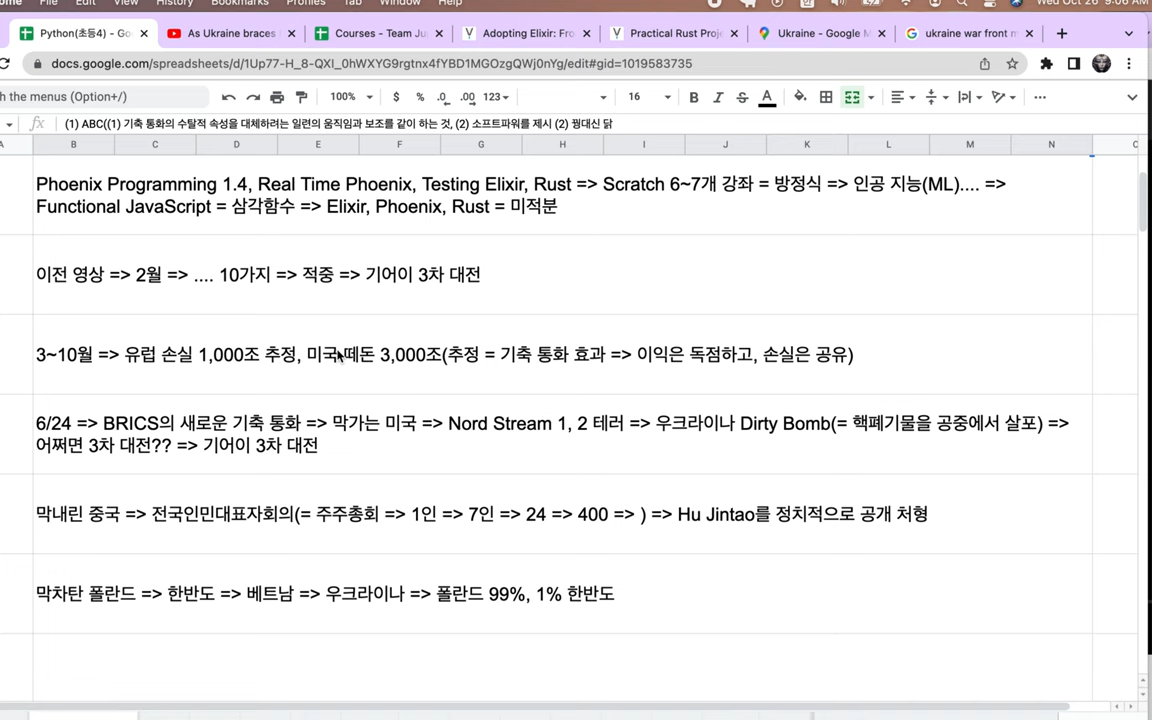 ome File Edit View History Bookmarks Profiles Tab Window Help Wed Oct 26 9:06 AM
Python(초등4) - Go As Ukraine braces Courses - Team Ju Adopting Elixir: Fro Practical Rust Proj Ukraine - Google M ukraine war front m
docs.google.com/spreadsheets/d/1Up77-H_8-QXI_0hWXYG9rgtnx4fYBD1MGOzgQWj0nYg/edit#gid=1019583735
h the menus (Option+/) 100% $ % .0 .00 123 16 B I S A
fx (1) ABC((1) 기축 통화의 수탈적 속성을 대체하려는 일련의 움직임과 보조를 같이 하는 것, (2) 소프트파워를 제시 (2) 꿩대신 닭
A B C D E F G H I J K L M N
Phoenix Programming 1.4, Real Time Phoenix, Testing Elixir, Rust => Scratch 6~7개 강좌 = 방정식 => 인공 지능(ML).... =>
Functional JavaScript = 삼각함수 => Elixir, Phoenix, Rust = 미적분
이전 영상 => 2월 => .... 10가지 => 적중 => 기어이 3차 대전
3~10월 => 유럽 손실 1,000조 추정, 미국 떼돈 3,000조(추정 = 기축 통화 효과 => 이익은 독점하고, 손실은 공유)
6/24 => BRICS의 새로운 기축 통화 => 막가는 미국 => Nord Stream 1, 2 테러 => 우크라이나 Dirty Bomb(= 핵폐기물을 공중에서 살포) =>
어쩌면 3차 대전?? => 기어이 3차 대전
막내린 중국 => 전국인민대표자회의(= 주주총회 => 1인 => 7인 => 24 => 400 => ) => Hu Jintao를 정치적으로 공개 처형
막차탄 폴란드 => 한반도 => 베트남 => 우크라이나 => 폴란드 99%, 1% 한반도